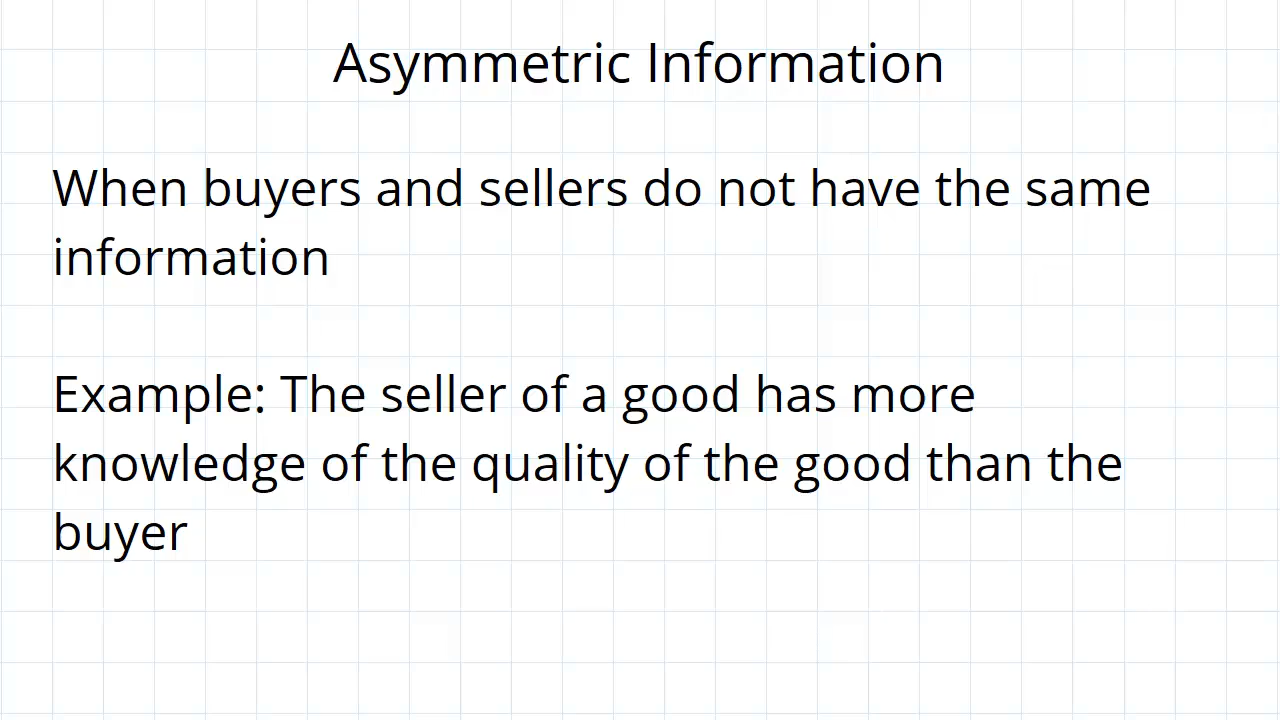 Asymmetric Information
When buyers and sellers do not have the same
information
Example: The seller of a good has more
knowledge of the quality of the good than the
buyer